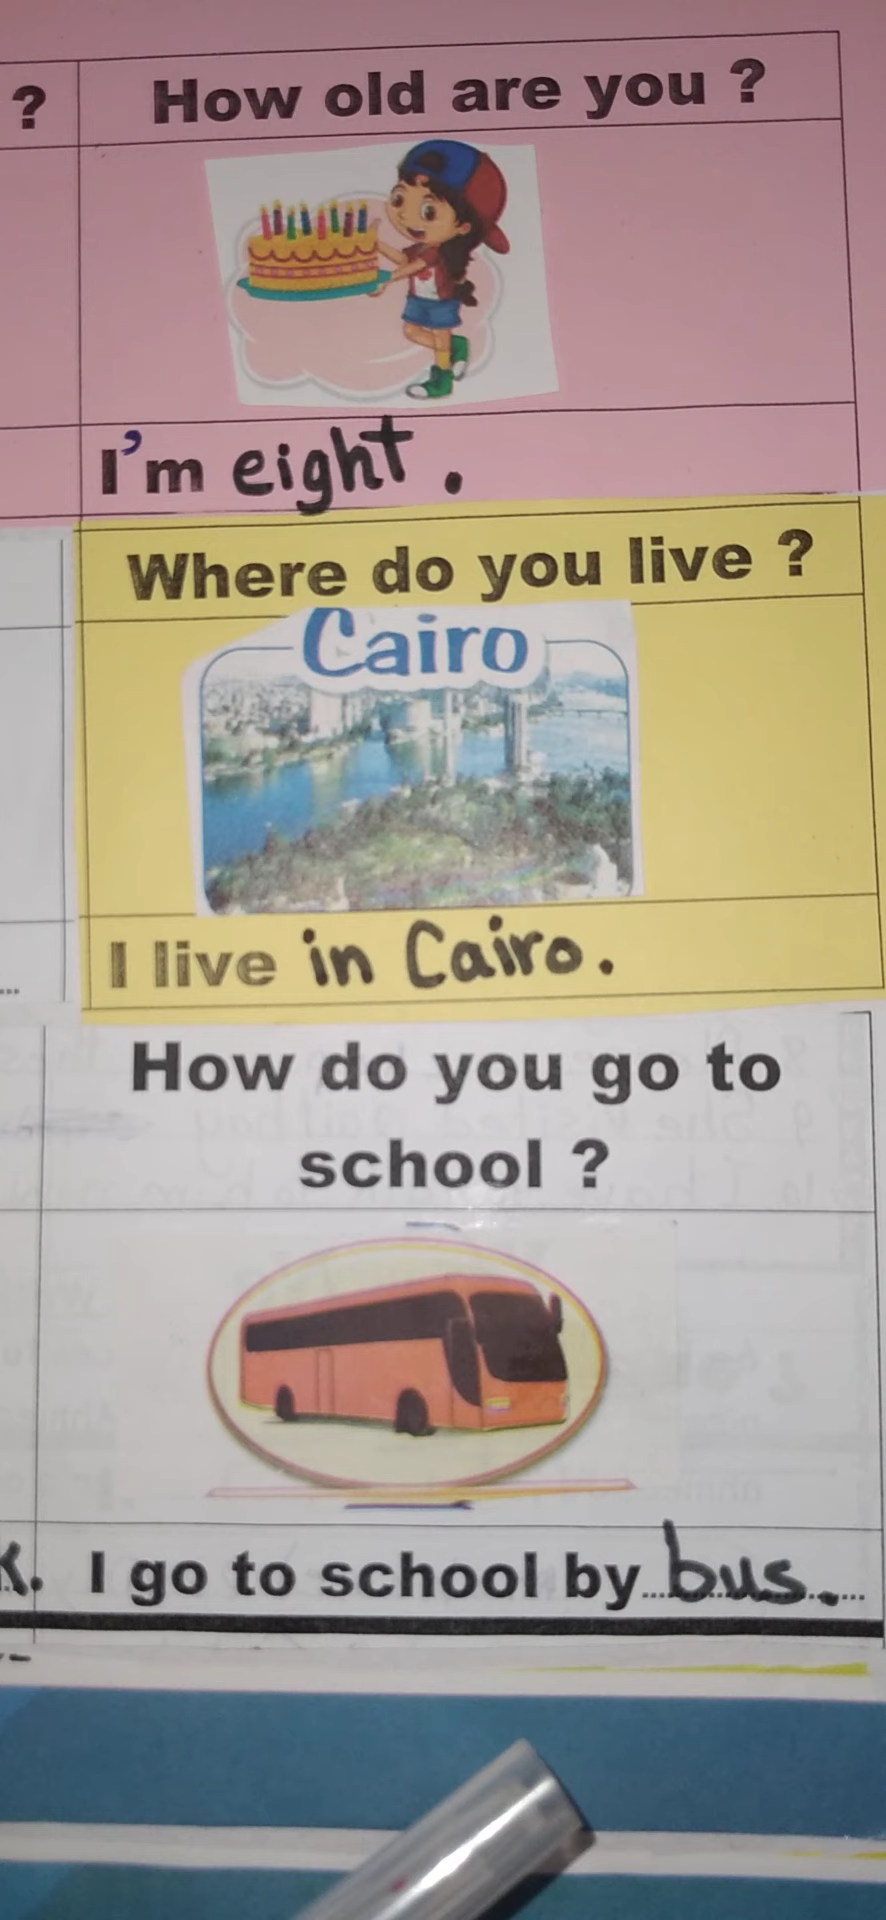 ?
How old are you ?
I'm eight .
Where do you live ?
Cairo
I live in Cairo.
How do you go to
school ?
I go to school by bus.